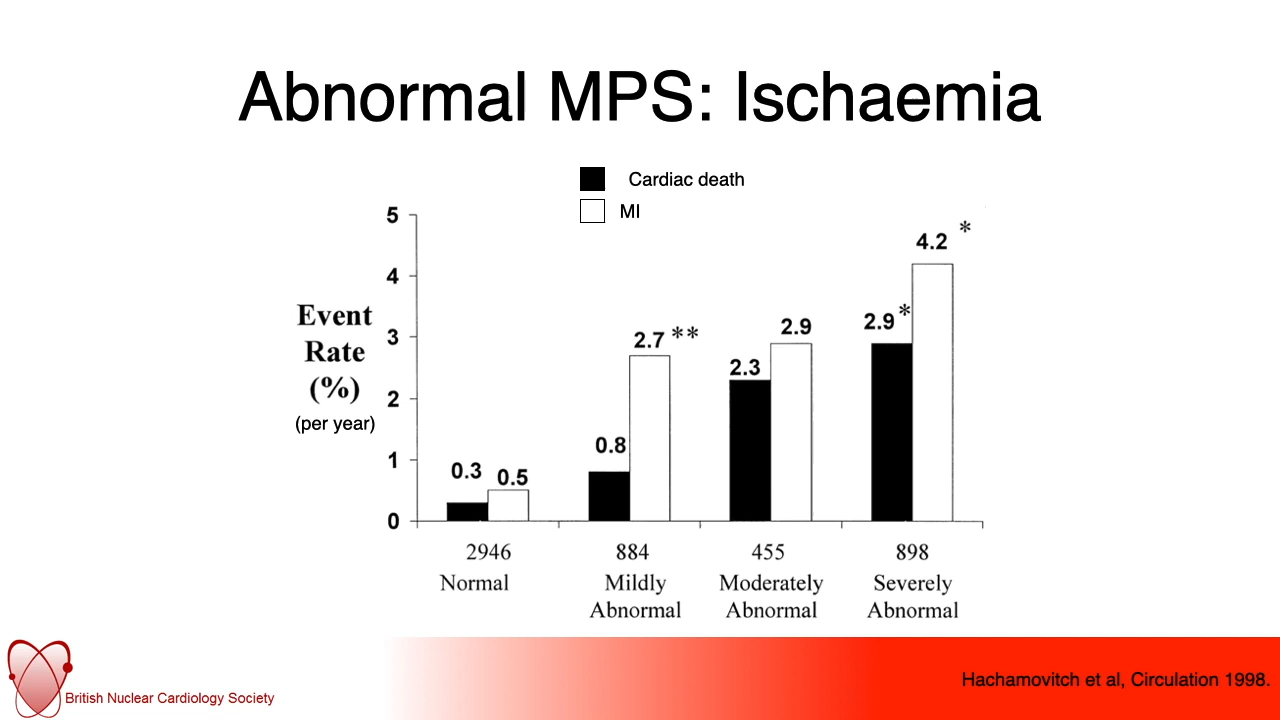 Abnormal MPS: Ischaemia
Cardiac death
MI
5
4
3
2
1
0
Event
Rate
(%)
(per year)
0.3
0.5
0.8
2.7 **
2.3
2.9
2.9 *
4.2 *
2946
Normal
884
Mildly
Abnormal
455
Moderately
Abnormal
898
Severely
Abnormal
British Nuclear Cardiology Society
Hachamovitch et al, Circulation 1998.